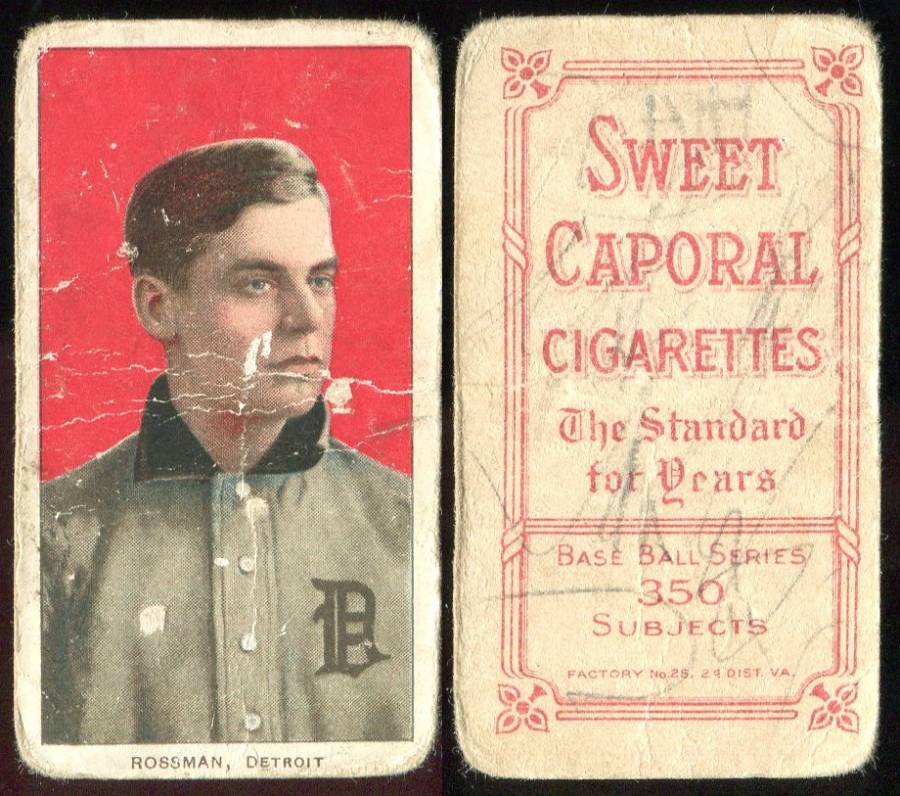 D
ROSSMAN, DETROIT
SWEET
CAPORAL
CIGARETTES
The Standard
for Years
BASE BALL SERIES
350
SUBJECTS
FACTORY No. 25, 2d DIST. VA.